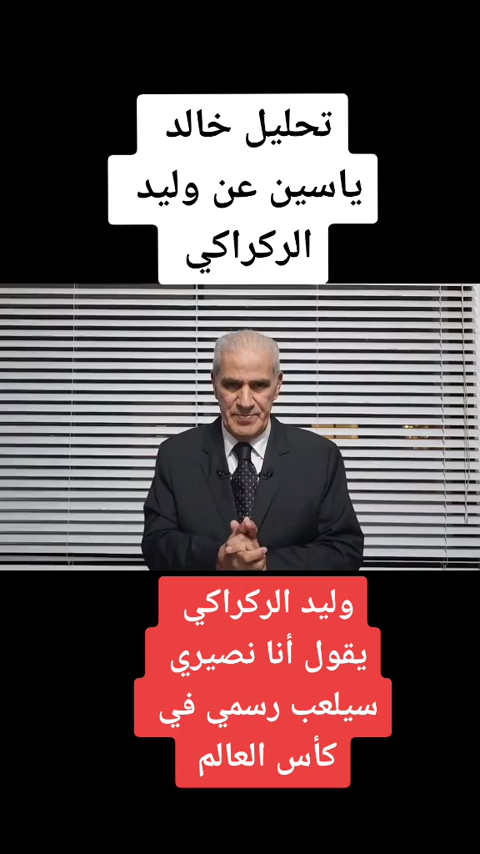 تحليل خالد
ياسين عن وليد
الركراكي
وليد الركراكي
يقول أنا نصيري
سيلعب رسمي في
كأس العالم